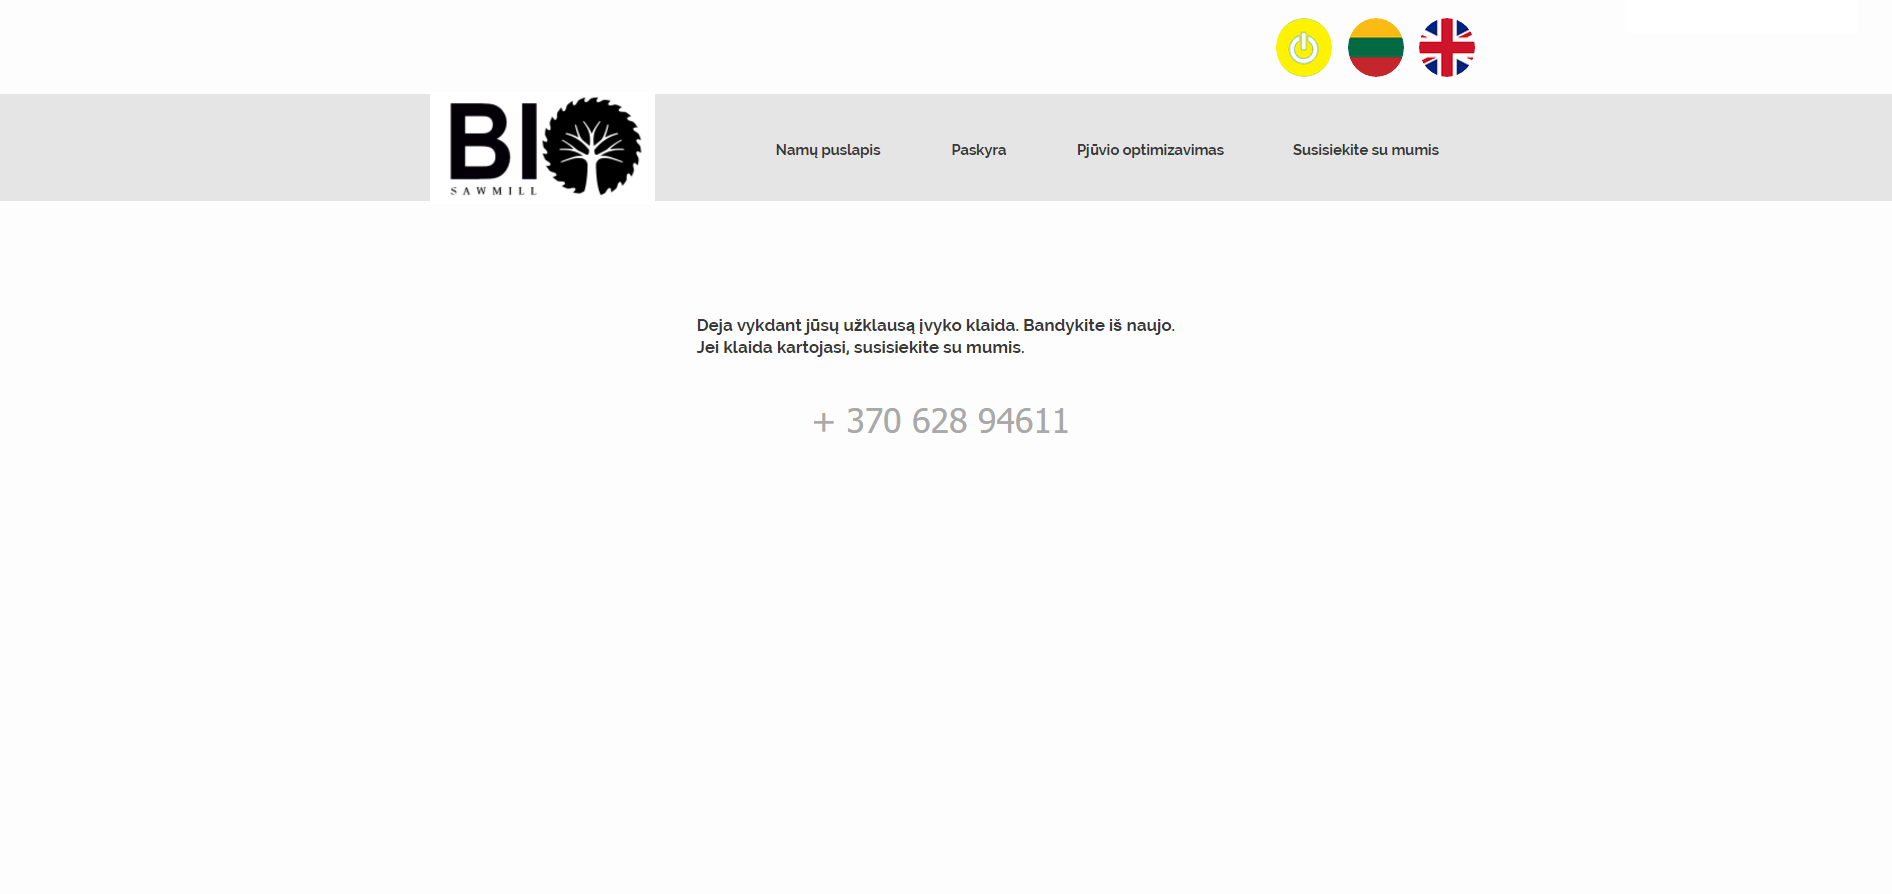 BIO
SAWMILL
Namų puslapis
Paskyra
Pjūvio optimizavimas
Susisiekite su mumis
Deja vykdant jūsų užklausą įvyko klaida. Bandykite iš naujo.
Jei klaida kartojasi, susisiekite su mumis.
+ 370 628 94611